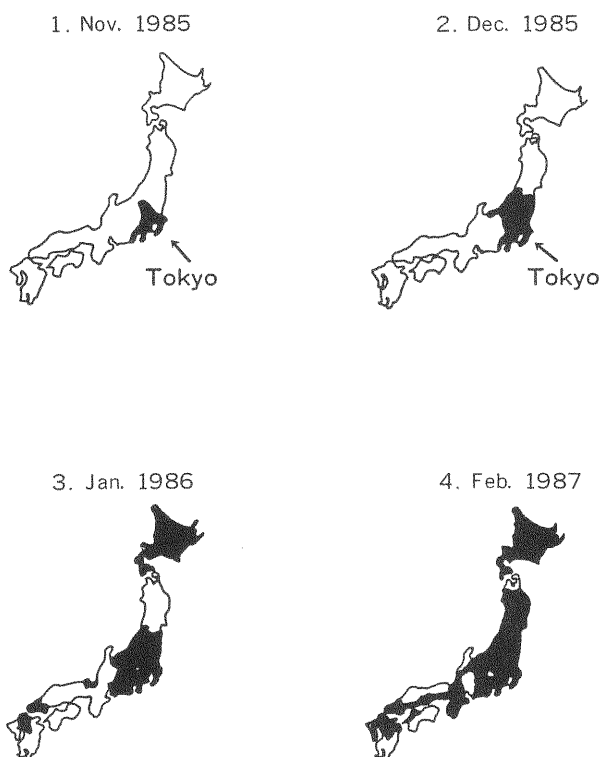 1. Nov. 1985
2. Dec. 1985
Tokyo
Tokyo
3. Jan. 1986
4. Feb. 1987